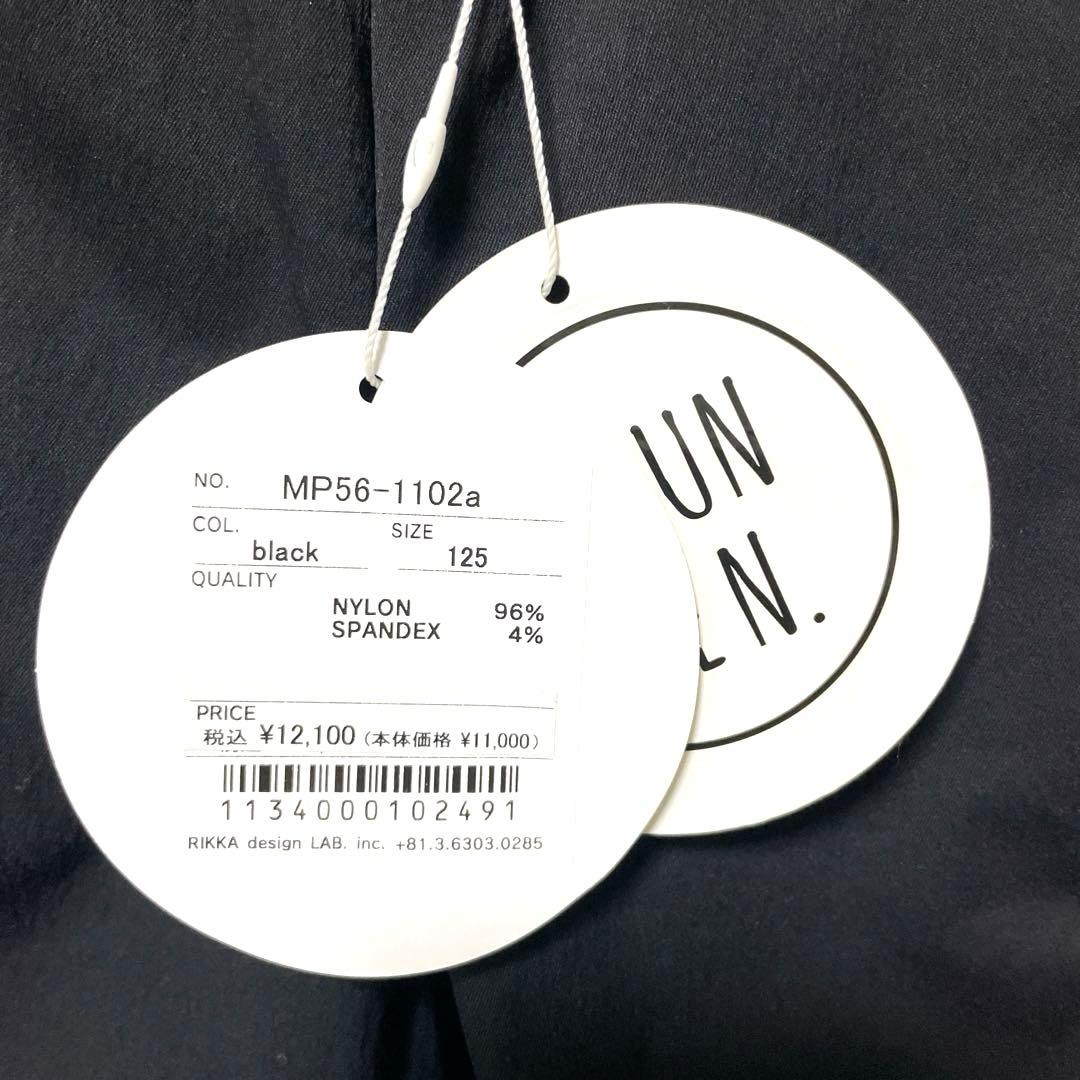 NO. MP56-1102a
COL. black SIZE 125
QUALITY
NYLON 96%
SPANDEX 4%
PRICE
税込 ¥12,100 (本体価格 ¥11,000)
1134000102491
RIKKA design LAB. inc. +81.3.6303.0285
UN
N.